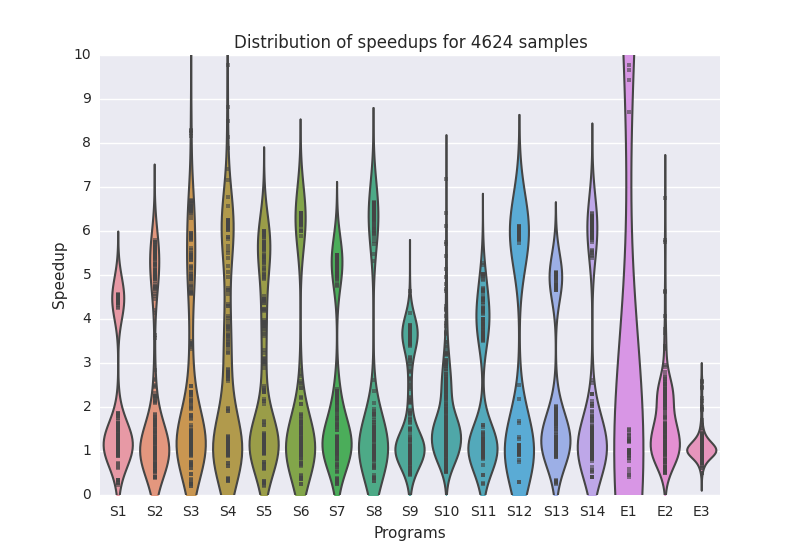 Distribution of speedups for 4624 samples
10
9
8
7
6
5
4
3
2
1
0
Speedup
S1 S2 S3 S4 S5 S6 S7 S8 S9 S10 S11 S12 S13 S14 E1 E2 E3
Programs